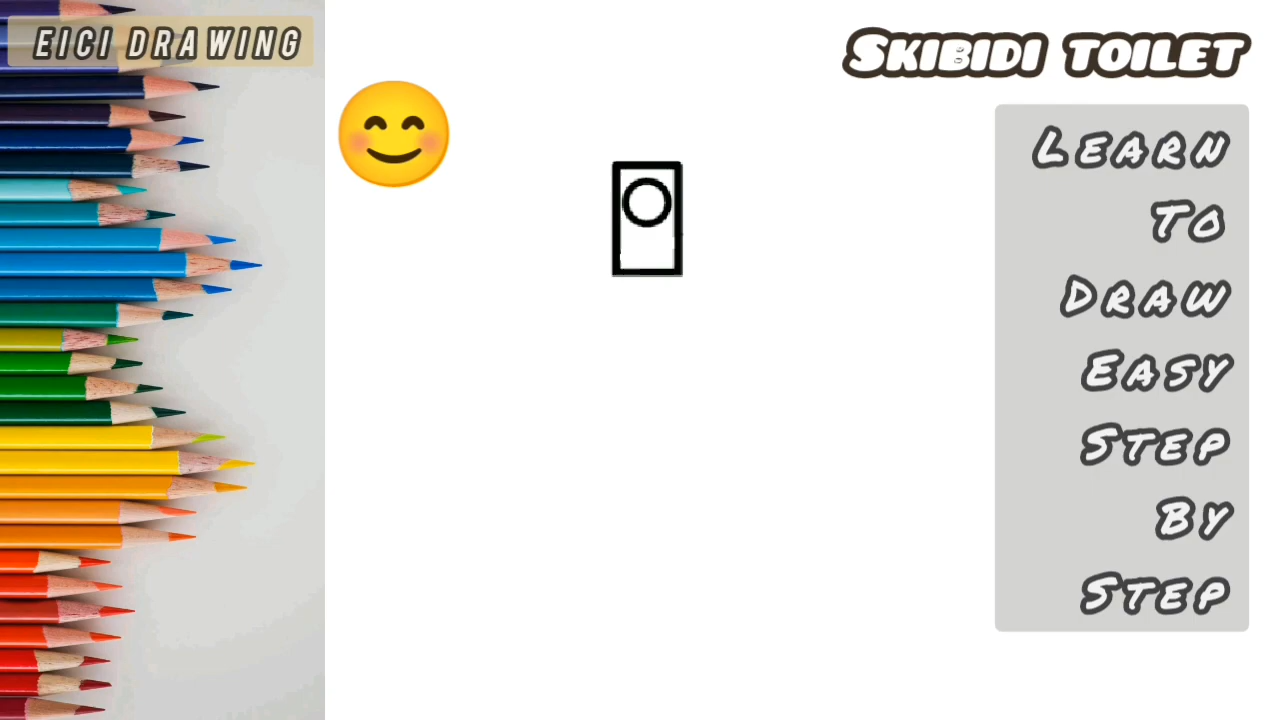 EICI DRAWING
SKIBIDI TOILET
LEARN
TO
DRAW
EASY
STEP
BY
STEP